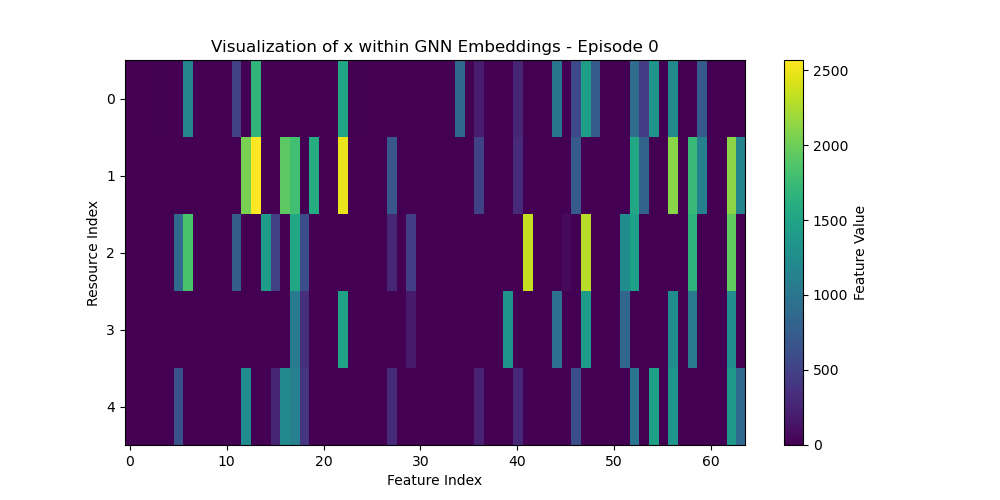 Visualization of x within GNN Embeddings - Episode 0
Resource Index
0
1
2
3
4
0 10 20 30 40 50 60
Feature Index
2500
2000
1500
1000
500
0
Feature Value